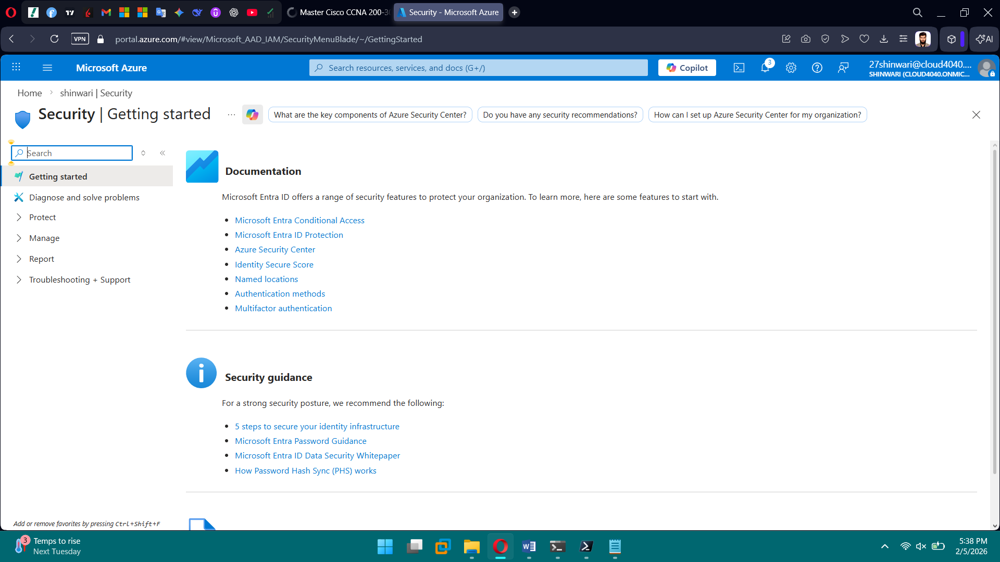 Master Cisco CCNA 200-30
Security - Microsoft Azure
VPN
portal.azure.com/#view/Microsoft_AAD_IAM/SecurityMenuBlade/~/GettingStarted
AI
Microsoft Azure
Search resources, services, and docs (G+/)
Copilot
3
27shinwari@cloud4040....
SHINWARI (CLOUD4040.ONMIC...
Home
shinwari | Security
Security | Getting started
...
What are the key components of Azure Security Center?
Do you have any security recommendations?
How can I set up Azure Security Center for my organization?
Search
Getting started
Diagnose and solve problems
Protect
Manage
Report
Troubleshooting + Support
Add or remove favorites by pressing Ctrl+Shift+F
Documentation
Microsoft Entra ID offers a range of security features to protect your organization. To learn more, here are some features to start with.
• Microsoft Entra Conditional Access
• Microsoft Entra ID Protection
• Azure Security Center
• Identity Secure Score
• Named locations
• Authentication methods
• Multifactor authentication
Security guidance
For a strong security posture, we recommend the following:
• 5 steps to secure your identity infrastructure
• Microsoft Entra Password Guidance
• Microsoft Entra ID Data Security Whitepaper
• How Password Hash Sync (PHS) works
3
Temps to rise
Next Tuesday
5:38 PM
2/5/2026